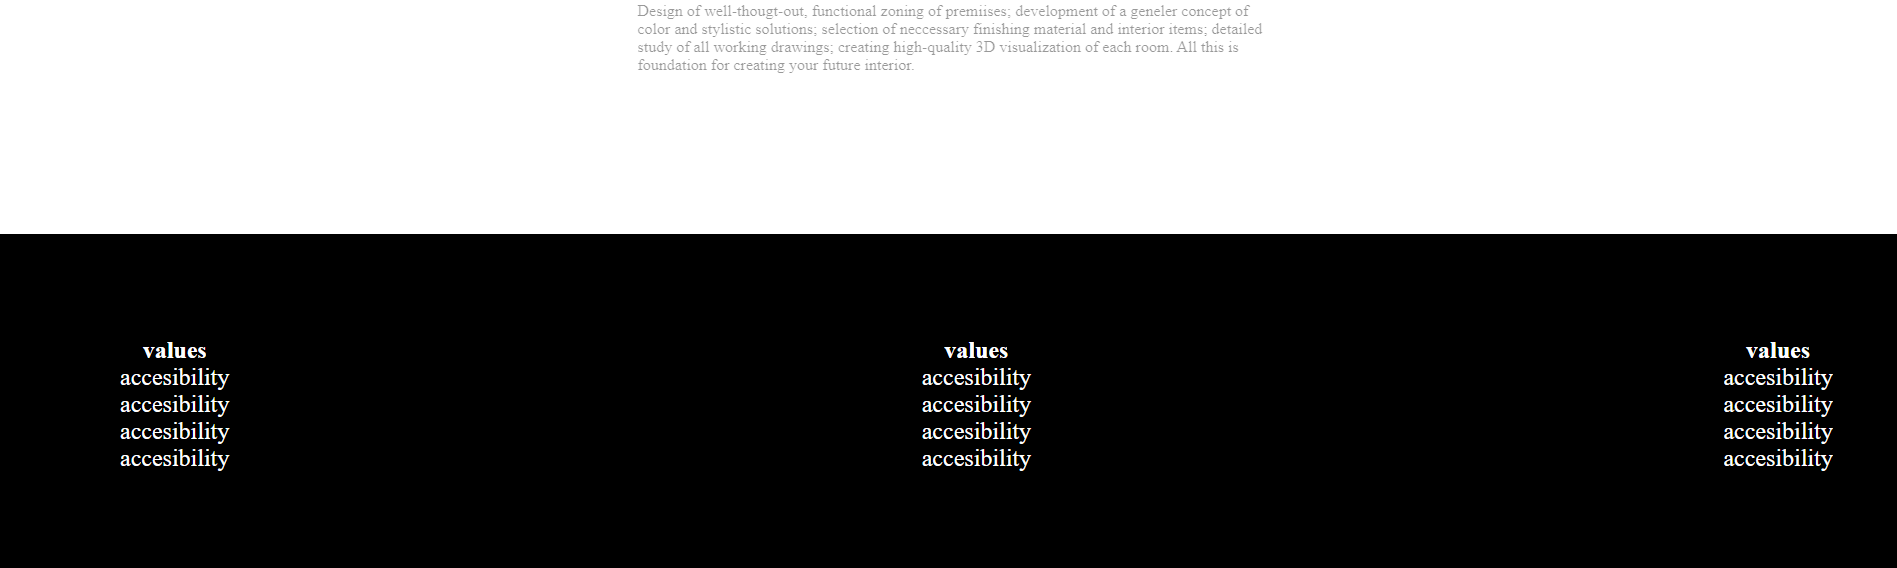 Design of well-thougt-out, functional zoning of premiises; development of a geneler concept of
color and stylistic solutions; selection of neccessary finishing material and interior items; detailed
study of all working drawings; creating high-quality 3D visualization of each room. All this is
foundation for creating your future interior.
values
accesibility
accesibility
accesibility
accesibility
values
accesibility
accesibility
accesibility
accesibility
values
accesibility
accesibility
accesibility
accesibility